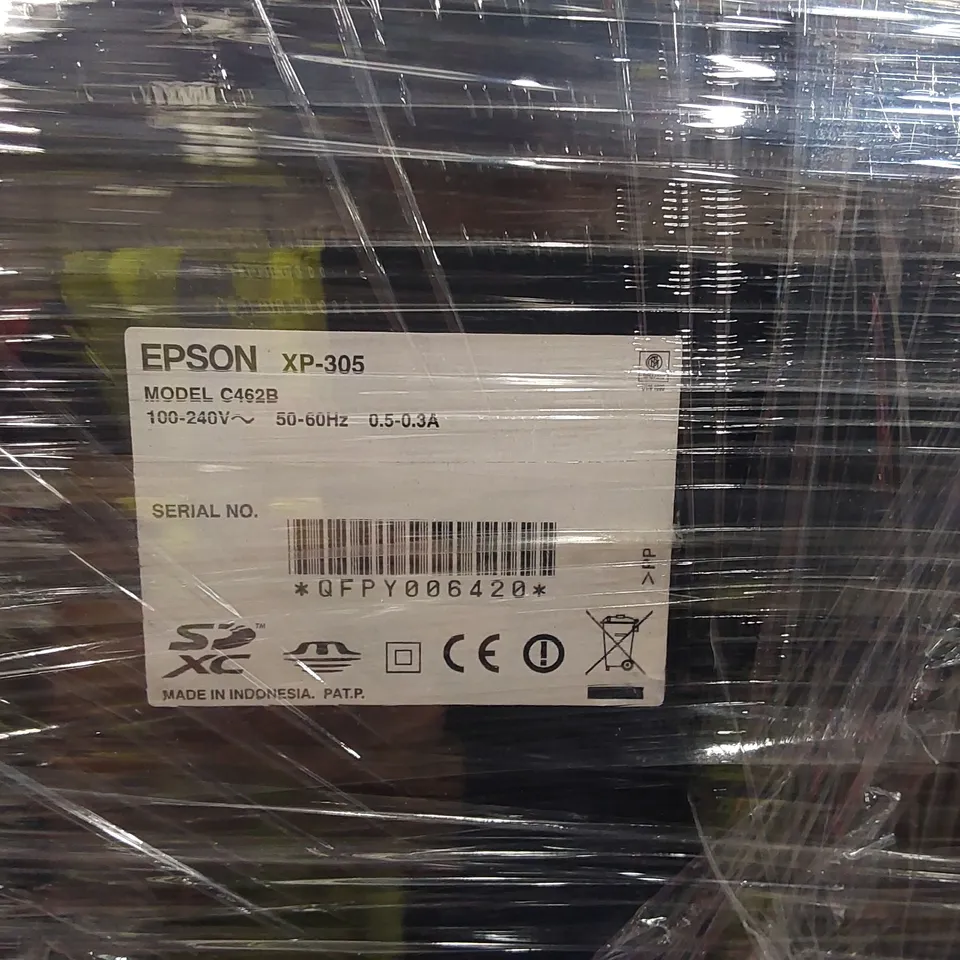 EPSON XP-305
MODEL C462B
100-240V～ 50-60Hz 0.5-0.3A
SERIAL NO.
*QFPY006420*
SD XC™
CE
MADE IN INDONESIA. PAT.P.